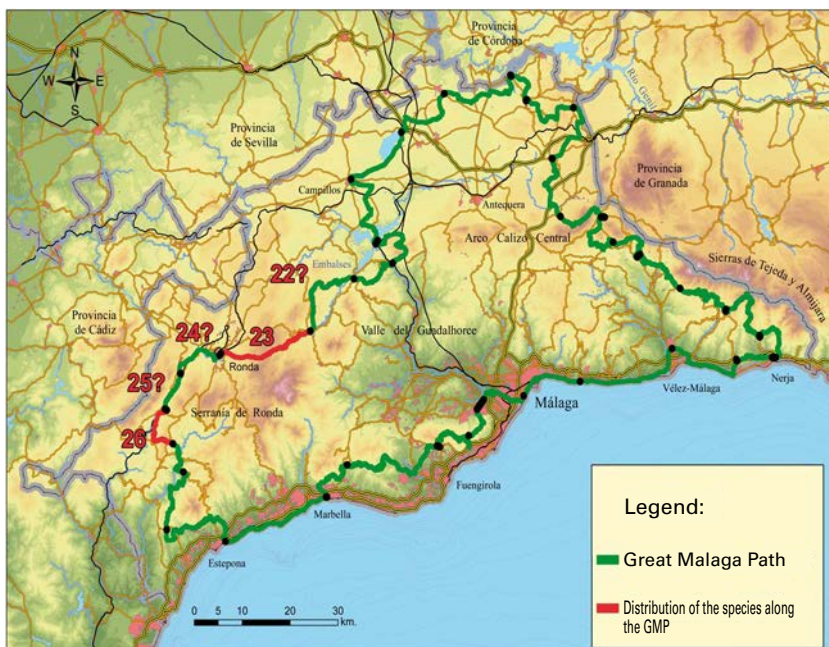 Provincia
de Córdoba
N
W E
S
Río Genil
Provincia
de Sevilla
Provincia
de Granada
Campillos
Antequera
Arco Calizo Central
Sierras de Tejeda y Almijara
Embalses
22?
Provincia
de Cádiz
24?
23
Valle del Guadalhorce
Ronda
25?
Nerja
Vélez-Málaga
Serranía de Ronda
Málaga
26
Fuengirola
Marbella
Estepona
Legend:
Great Malaga Path
Distribution of the species along
the GMP
0 5 10 20 30
km.